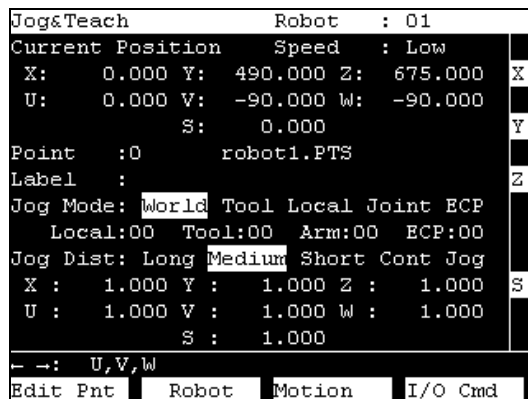 Jog&Teach Robot : 01
Current Position Speed : Low
X: 0.000 Y: 490.000 Z: 675.000 X
U: 0.000 V: -90.000 W: -90.000
S: 0.000 Y
Point :0 robot1.PTS
Label : Z
Jog Mode: World Tool Local Joint ECP
Local:00 Tool:00 Arm:00 ECP:00
Jog Dist: Long Medium Short Cont Jog
X : 1.000 Y : 1.000 Z : 1.000 S
U : 1.000 V : 1.000 W : 1.000
S : 1.000
← →: U,V,W
Edit Pnt Robot Motion I/O Cmd